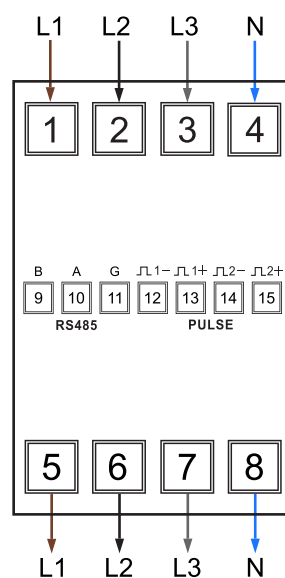 L1 L2 L3 N
1 2 3 4
B A G ⎍1− ⎍1+ ⎍2− ⎍2+
9 10 11 12 13 14 15
RS485 PULSE
5 6 7 8
L1 L2 L3 N